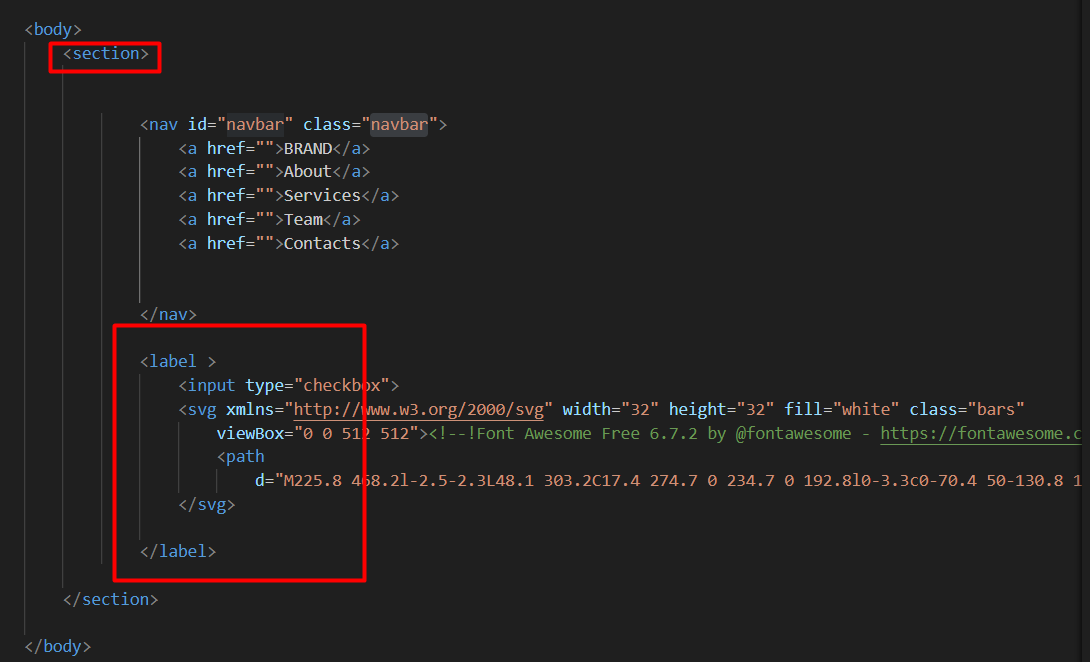 <body>
<section>
<nav id="navbar" class="navbar">
<a href="">BRAND</a>
<a href="">About</a>
<a href="">Services</a>
<a href="">Team</a>
<a href="">Contacts</a>
</nav>
<label >
<input type="checkbox">
<svg xmlns="http://www.w3.org/2000/svg" width="32" height="32" fill="white" class="bars"
viewBox="0 0 512 512"><!--!Font Awesome Free 6.7.2 by @fontawesome - https://fontawesome.c
<path
d="M225.8 468.2l-2.5-2.3L48.1 303.2C17.4 274.7 0 234.7 0 192.8l0-3.3c0-70.4 50-130.8 1
</svg>
</label>
</section>
</body>